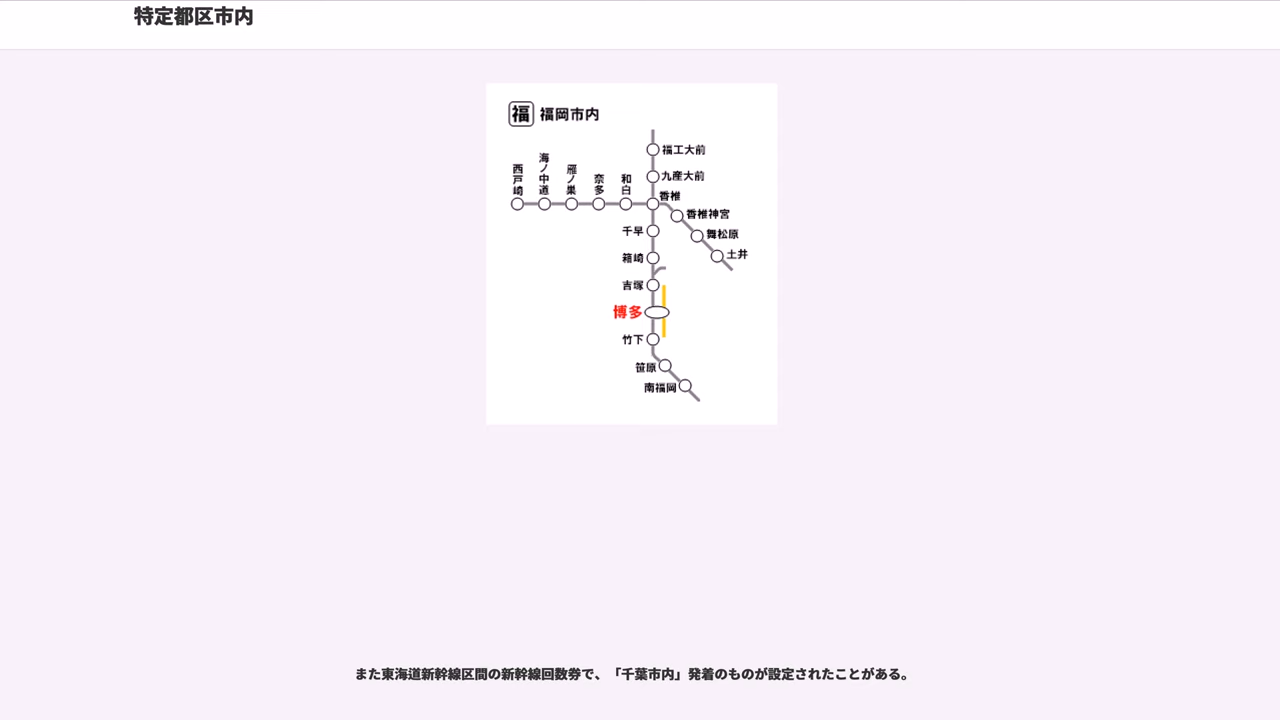 特定都区市内
福 福岡市内
福工大前
九産大前
香椎
西戸崎
海ノ中道
雁ノ巣
奈多
和白
香椎神宮
舞松原
土井
千早
箱崎
吉塚
博多
竹下
笹原
南福岡
また東海道新幹線区間の新幹線回数券で、「千葉市内」発着のものが設定されたことがある。